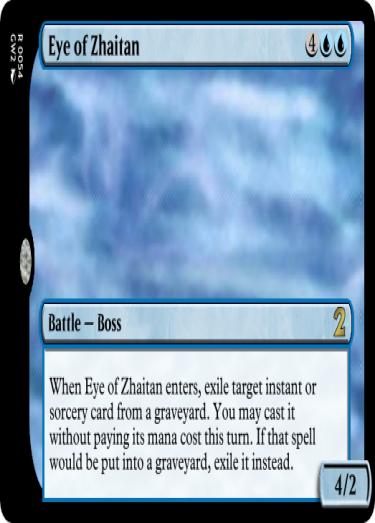 Eye of Zhaitan 4
R 0054
GW2
Battle – Boss 2
When Eye of Zhaitan enters, exile target instant or
sorcery card from a graveyard. You may cast it
without paying its mana cost this turn. If that spell
would be put into a graveyard, exile it instead.
4/2